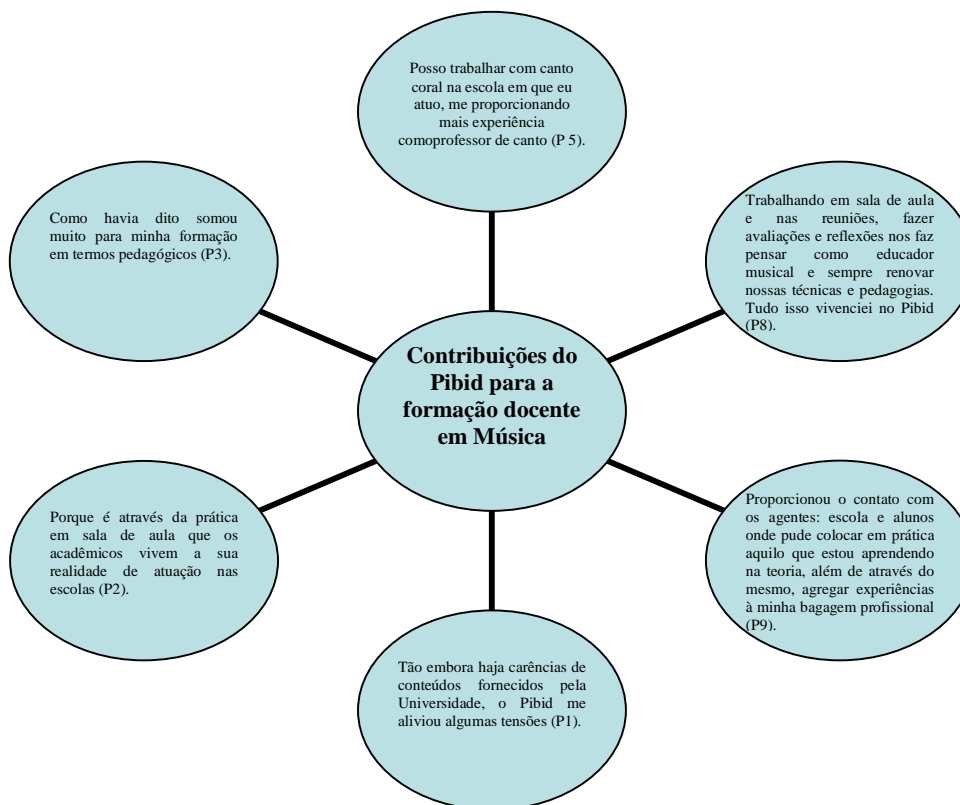 Posso trabalhar com canto
coral na escola em que eu
atuo, me proporcionando
mais experiência
comoprofessor de canto (P 5).
Como havia dito somou
muito para minha formação
em termos pedagógicos (P3).
Trabalhando em sala de aula
e nas reuniões, fazer
avaliações e reflexões nos faz
pensar como educador
musical e sempre renovar
nossas técnicas e pedagogias.
Tudo isso vivenciei no Pibid
(P8).
Contribuições do
Pibid para a
formação docente
em Música
Porque é através da prática
em sala de aula que os
acadêmicos vivem a sua
realidade de atuação nas
escolas (P2).
Proporcionou o contato com
os agentes: escola e alunos
onde pude colocar em prática
aquilo que estou aprendendo
na teoria, além de através do
mesmo, agregar experiências
à minha bagagem profissional
(P9).
Tão embora haja carências de
conteúdos fornecidos pela
Universidade, o Pibid me
aliviou algumas tensões (P1).